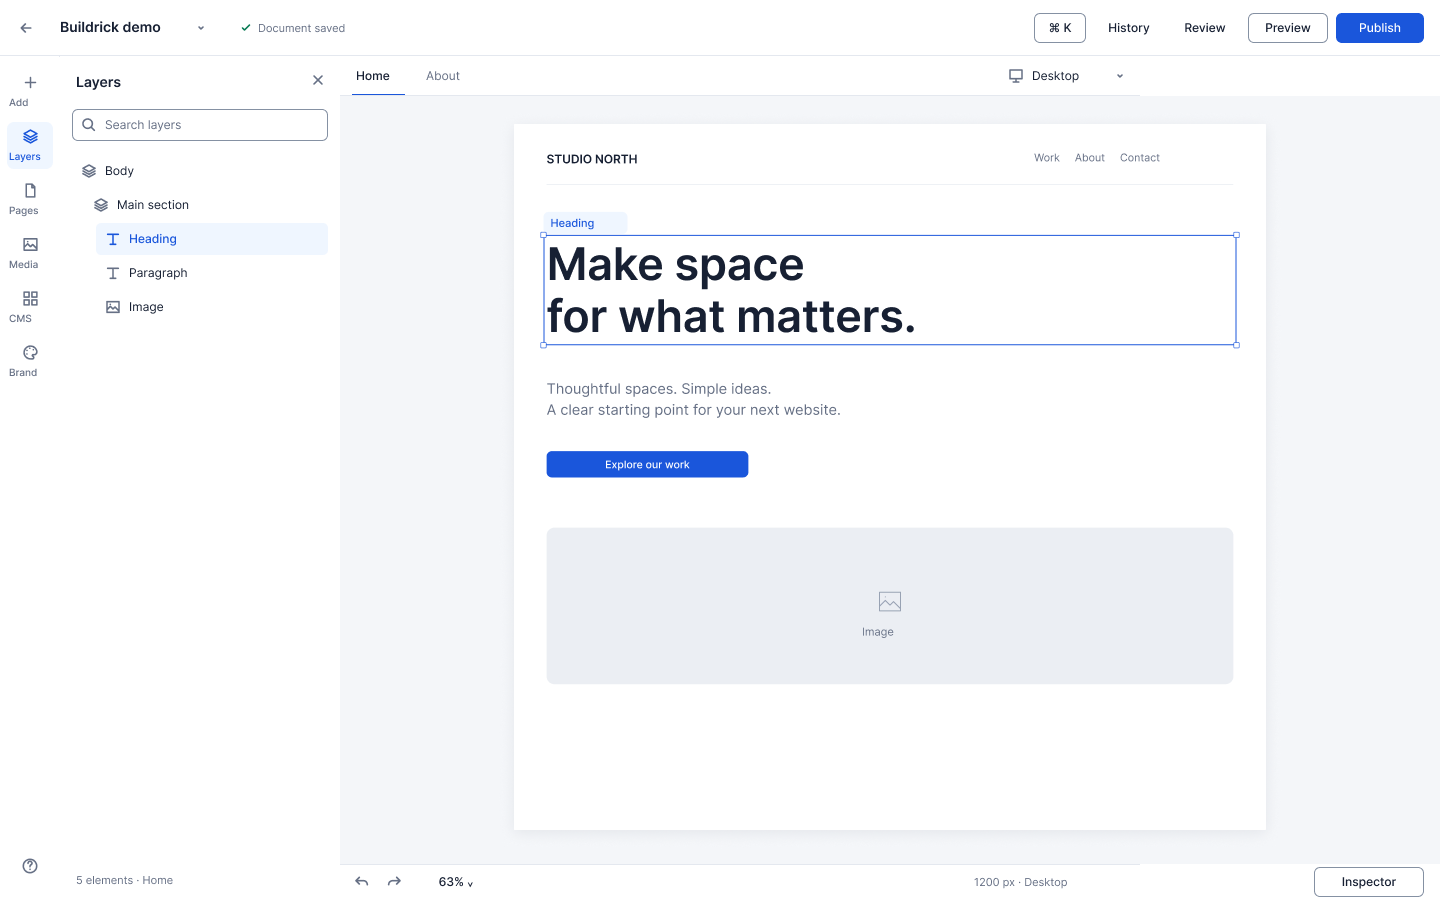 Buildrick demo
Document saved
⌘ K
History
Review
Preview
Publish
Add
Layers
Pages
Media
CMS
Brand
Layers
Search layers
Body
Main section
Heading
Paragraph
Image
5 elements · Home
Home
About
Desktop
STUDIO NORTH
Work
About
Contact
Heading
Make space
for what matters.
Thoughtful spaces. Simple ideas.
A clear starting point for your next website.
Explore our work
Image
63%
1200 px · Desktop
Inspector